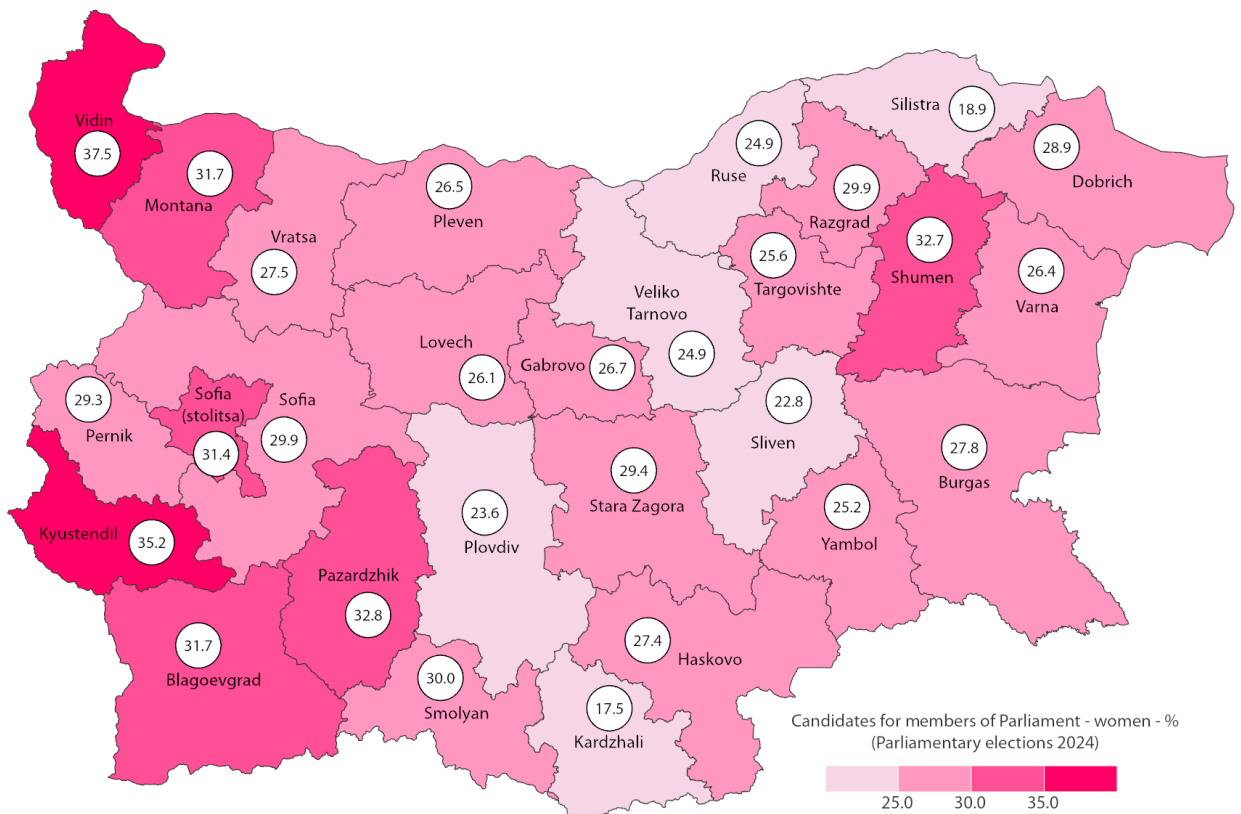 Vidin
37.5
31.7
Montana
Vratsa
27.5
26.5
Pleven
24.9
Ruse
Silistra
18.9
28.9
Dobrich
29.9
Razgrad
25.6
Targovishte
32.7
Shumen
26.4
Varna
Veliko
Tarnovo
24.9
Lovech
26.1
Gabrovo
26.7
29.3
Pernik
Sofia
(stolitsa)
31.4
Sofia
29.9
22.8
Sliven
27.8
Burgas
29.4
Stara Zagora
25.2
Yambol
23.6
Plovdiv
Kyustendil
35.2
Pazardzhik
32.8
31.7
Blagoevgrad
30.0
Smolyan
27.4
Haskovo
17.5
Kardzhali
Candidates for members of Parliament - women - %
(Parliamentary elections 2024)
25.0 30.0 35.0